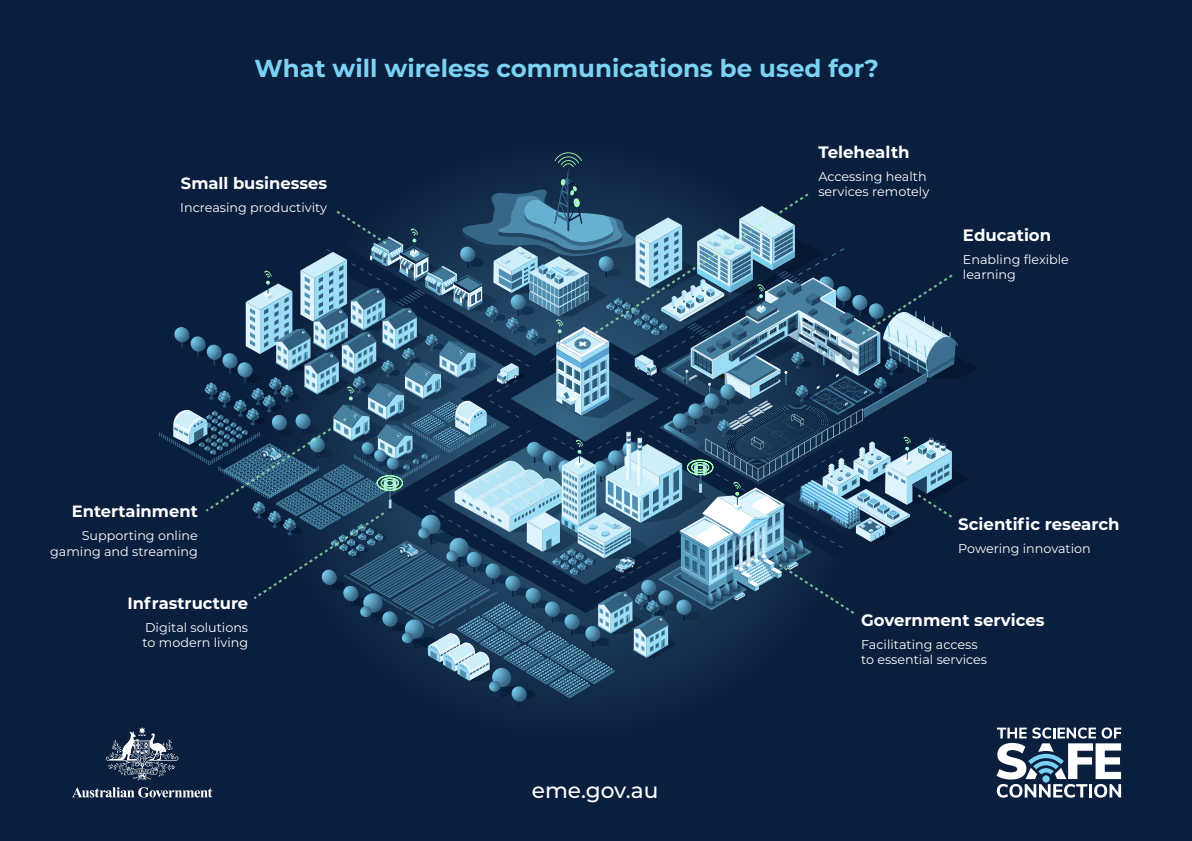 What will wireless communications be used for?
Small businesses
Increasing productivity
Telehealth
Accessing health
services remotely
Education
Enabling flexible
learning
Entertainment
Supporting online
gaming and streaming
Infrastructure
Digital solutions
to modern living
Scientific research
Powering innovation
Government services
Facilitating access
to essential services
Australian Government
eme.gov.au
THE SCIENCE OF
SAFE
CONNECTION